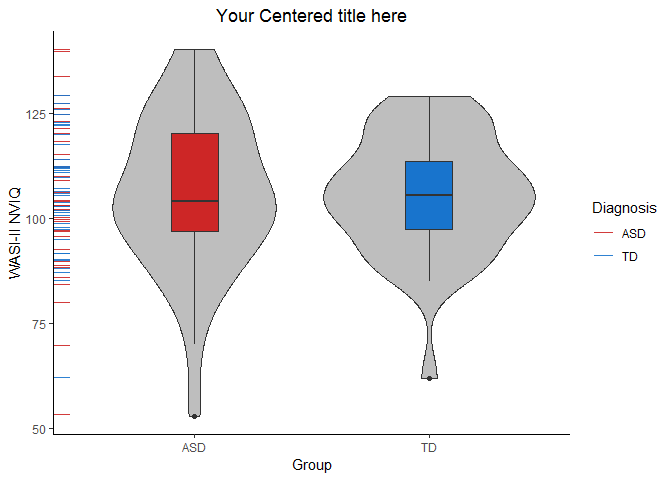 Your Centered title here
WASI-II NVIQ
125
100
75
50
ASD
TD
Group
Diagnosis
ASD
TD